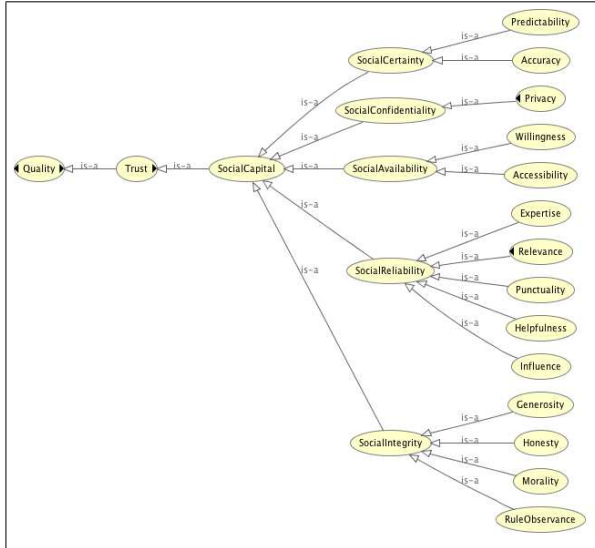 Predictability
is-a
SocialCertainty
is-a
Accuracy
is-a
SocialConfidentiality
is-a
Privacy
Willingness
is-a
Quality
is-a
Trust
is-a
SocialCapital
is-a
SocialAvailability
is-a
Accessibility
Expertise
is-a
is-a
Relevance
is-a
SocialReliability
is-a
Punctuality
is-a
is-a
Helpfulness
is-a
Influence
Generosity
is-a
SocialIntegrity
is-a
Honesty
is-a
Morality
is-a
RuleObservance